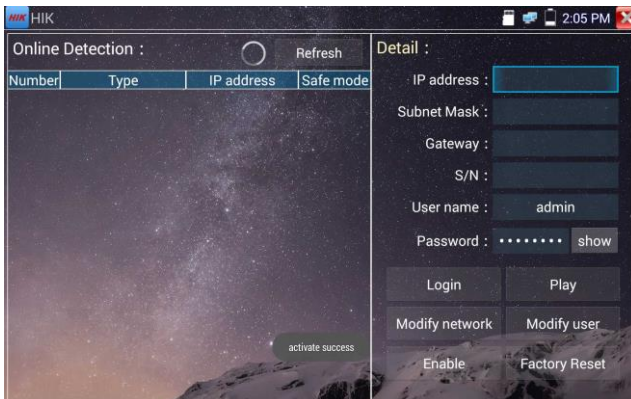 HIK HIK 2:05 PM
Online Detection : Refresh
Number Type IP address Safe mode
activate success
Detail :
IP address :
Subnet Mask :
Gateway :
S/N :
User name : admin
Password : •••••••• show
Login Play
Modify network Modify user
Enable Factory Reset